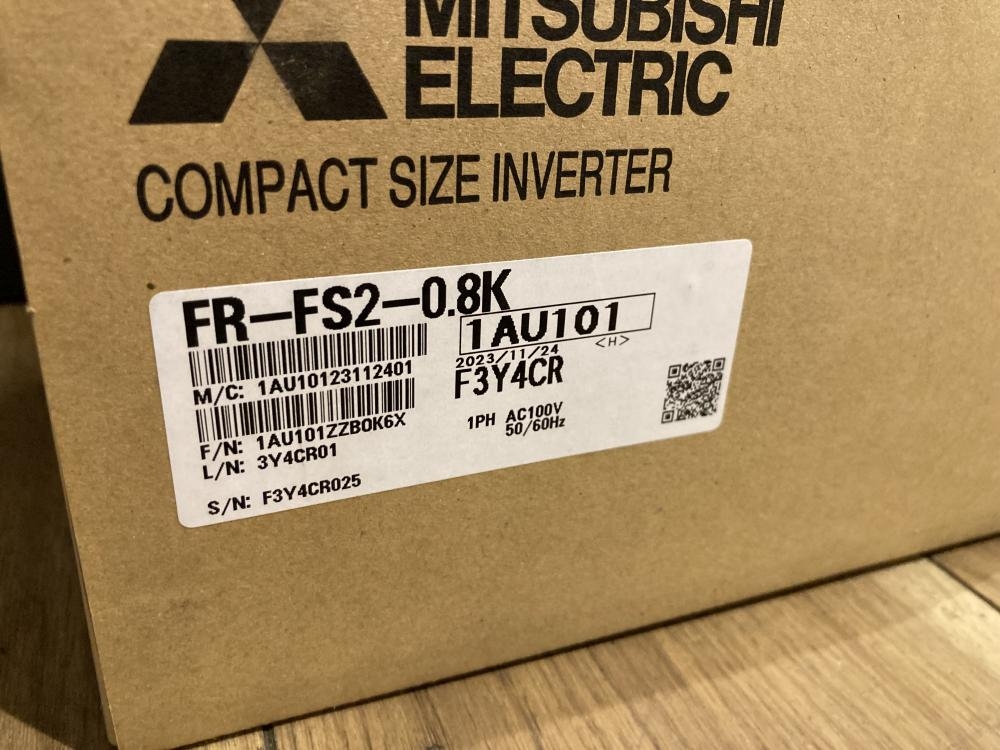 MITSUBISHI
ELECTRIC
COMPACT SIZE INVERTER
FR-FS2-0.8K
1AU101
<H>
2023/11/24
M/C: 1AU10123112401
F3Y4CR
F/N: 1AU101ZZB0K6X
1PH AC100V
50/60Hz
L/N: 3Y4CR01
S/N: F3Y4CR025